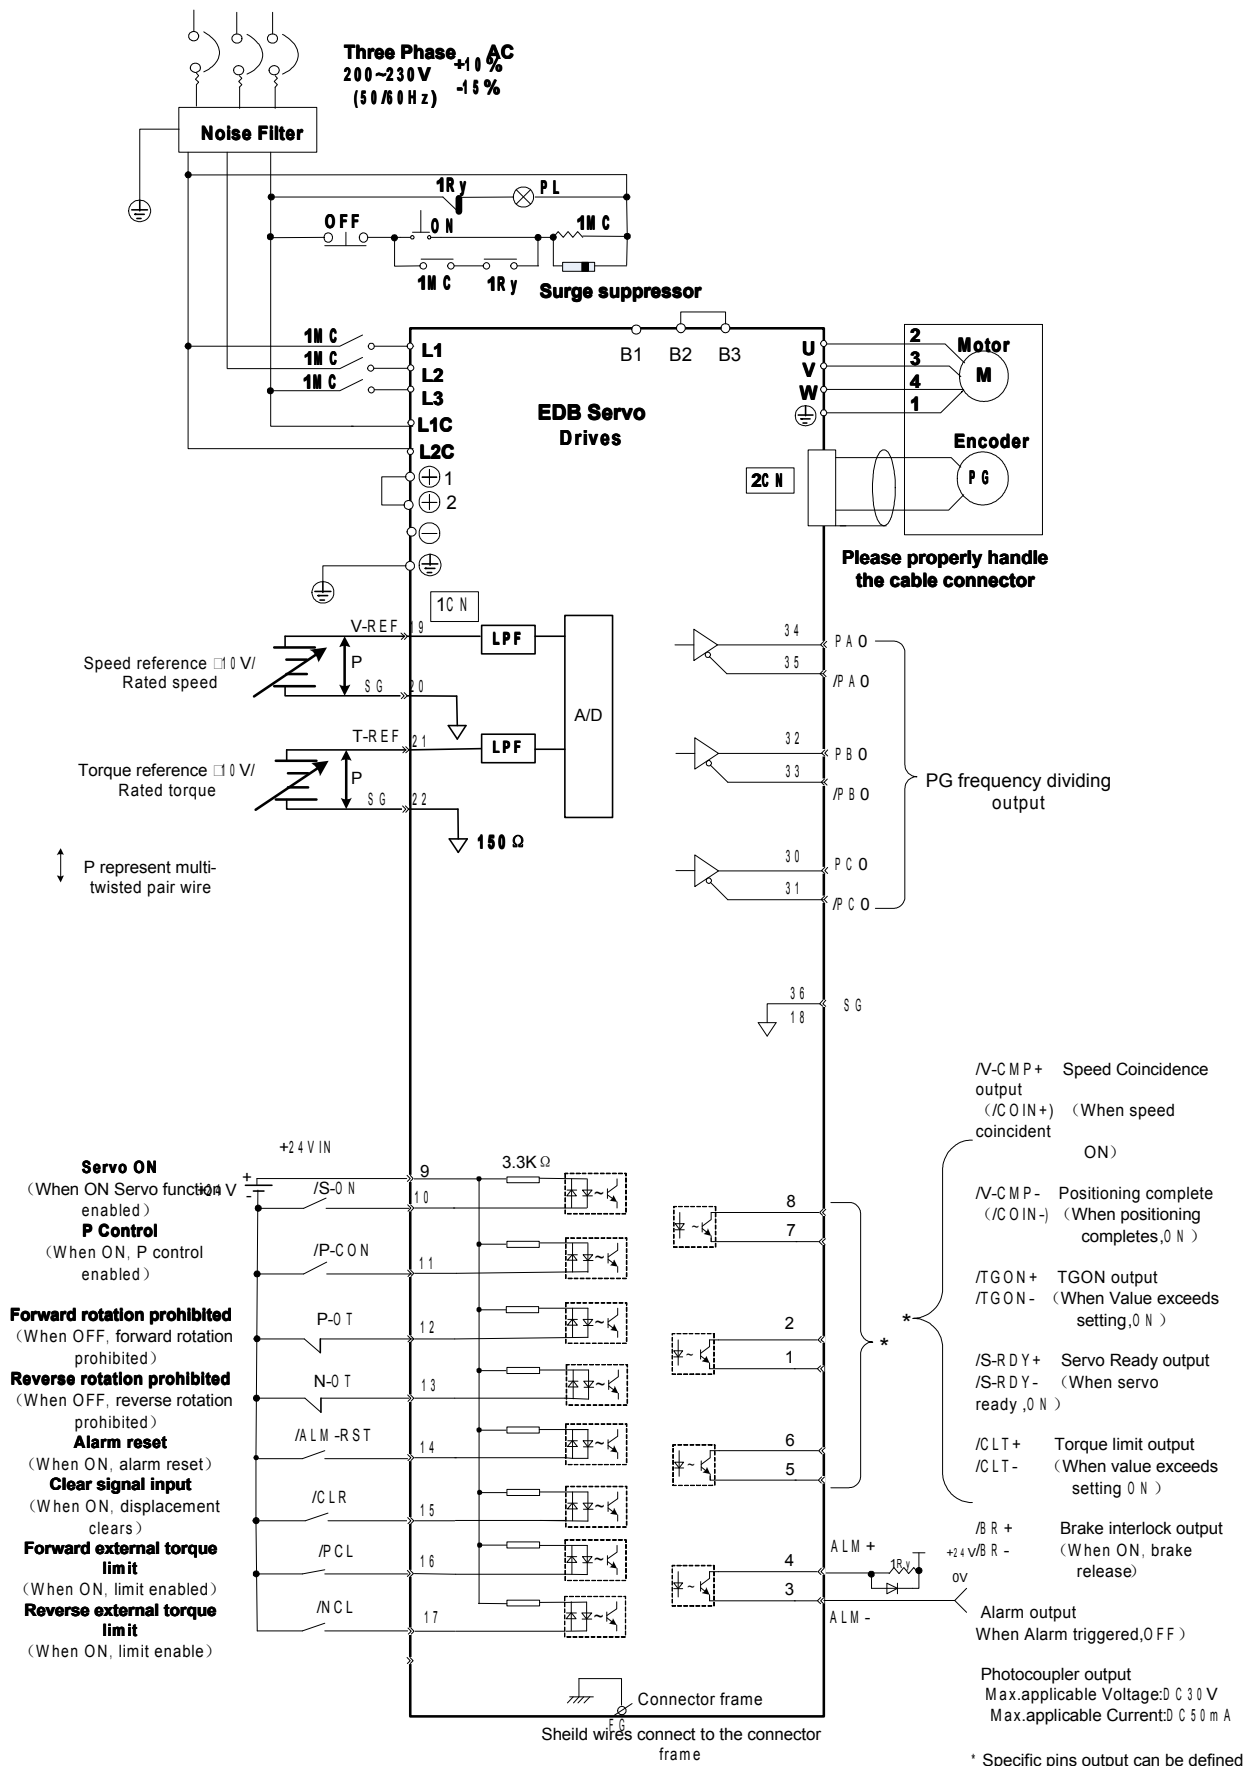 Three Phase AC
200~230V +10%
-15%
(50/60Hz)
Noise Filter
1Ry
PL
OFF
ON
1MC
1MC
1Ry
Surge suppressor
1MC
L1
1MC
L2
1MC
L3
L1C
L2C
1
2
B1
B2
B3
EDB Servo
Drives
U
V
W
2
3
4
1
Motor
M
Encoder
PG
2CN
Please properly handle
the cable connector
1CN
V-REF
19
LPF
Speed reference □10V/
Rated speed
P
SG
20
A/D
T-REF
21
LPF
Torque reference □10V/
Rated torque
P
SG
22
150Ω
P represent multi-
twisted pair wire
34
PAO
35
/PAO
32
PBO
33
/PBO
30
PCO
31
/PCO
PG frequency dividing
output
36
SG
18
+24VIN
Servo ON
（When ON Servo function
enabled）
+24V
+
-
9
3.3KΩ
/S-ON
10
P Control
（When ON, P control
enabled）
/P-CON
11
Forward rotation prohibited
（When OFF, forward rotation
prohibited）
P-OT
12
Reverse rotation prohibited
（When OFF, reverse rotation
prohibited）
N-OT
13
Alarm reset
（When ON, alarm reset）
/ALM-RST
14
Clear signal input
（When ON, displacement
clears）
/CLR
15
Forward external torque
limit
（When ON, limit enabled）
/PCL
16
Reverse external torque
limit
（When ON, limit enable）
/NCL
17
8
7
2
1
6
5
4
3
*
*
ALM+
ALM-
1Ry
+24V
0V
/V-CMP+ Speed Coincidence
output
（/COIN+) （When speed
coincident
ON）
/V-CMP- Positioning complete
（/COIN-） （When positioning
completes,ON）
/TGON+ TGON output
/TGON- （When Value exceeds
setting,ON）
/S-RDY+ Servo Ready output
/S-RDY- （When servo
ready ,ON）
/CLT+ Torque limit output
/CLT- （When value exceeds
setting ON）
/BR+ Brake interlock output
/BR- （When ON, brake
release）
Alarm output
When Alarm triggered,OFF）
Photocoupler output
Max.applicable Voltage:DC30V
Max.applicable Current:DC50mA
Connector frame
FG
Sheild wires connect to the connector
frame
* Specific pins output can be defined